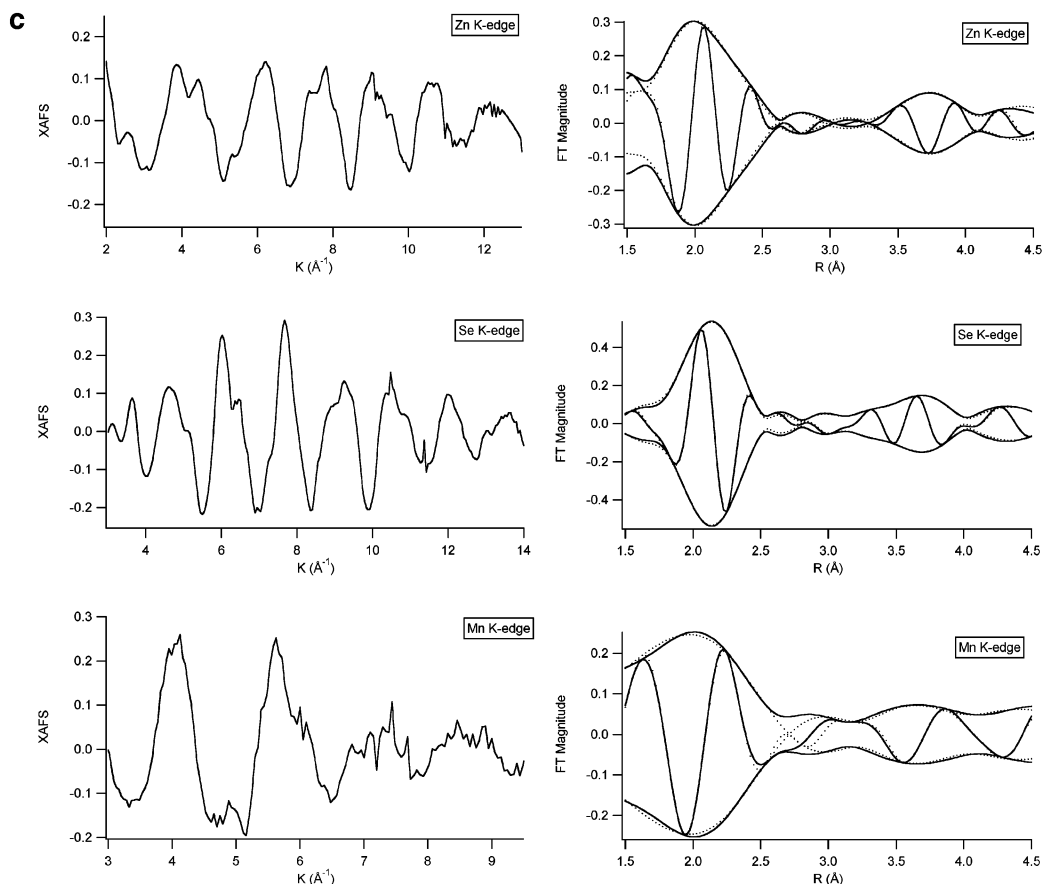 c
Zn K-edge
XAFS
0.2
0.1
0.0
-0.1
-0.2
2 4 6 8 10 12
K (Å-1)
Zn K-edge
FT Magnitude
0.3
0.2
0.1
0.0
-0.1
-0.2
-0.3
1.5 2.0 2.5 3.0 3.5 4.0 4.5
R (Å)
Se K-edge
XAFS
0.3
0.2
0.1
0.0
-0.1
-0.2
4 6 8 10 12 14
K (Å-1)
Se K-edge
FT Magnitude
0.4
0.2
0.0
-0.2
-0.4
1.5 2.0 2.5 3.0 3.5 4.0 4.5
R (Å)
Mn K-edge
XAFS
0.3
0.2
0.1
0.0
-0.1
-0.2
3 4 5 6 7 8 9
K (Å-1)
Mn K-edge
FT Magnitude
0.2
0.1
0.0
-0.1
-0.2
1.5 2.0 2.5 3.0 3.5 4.0 4.5
R (Å)